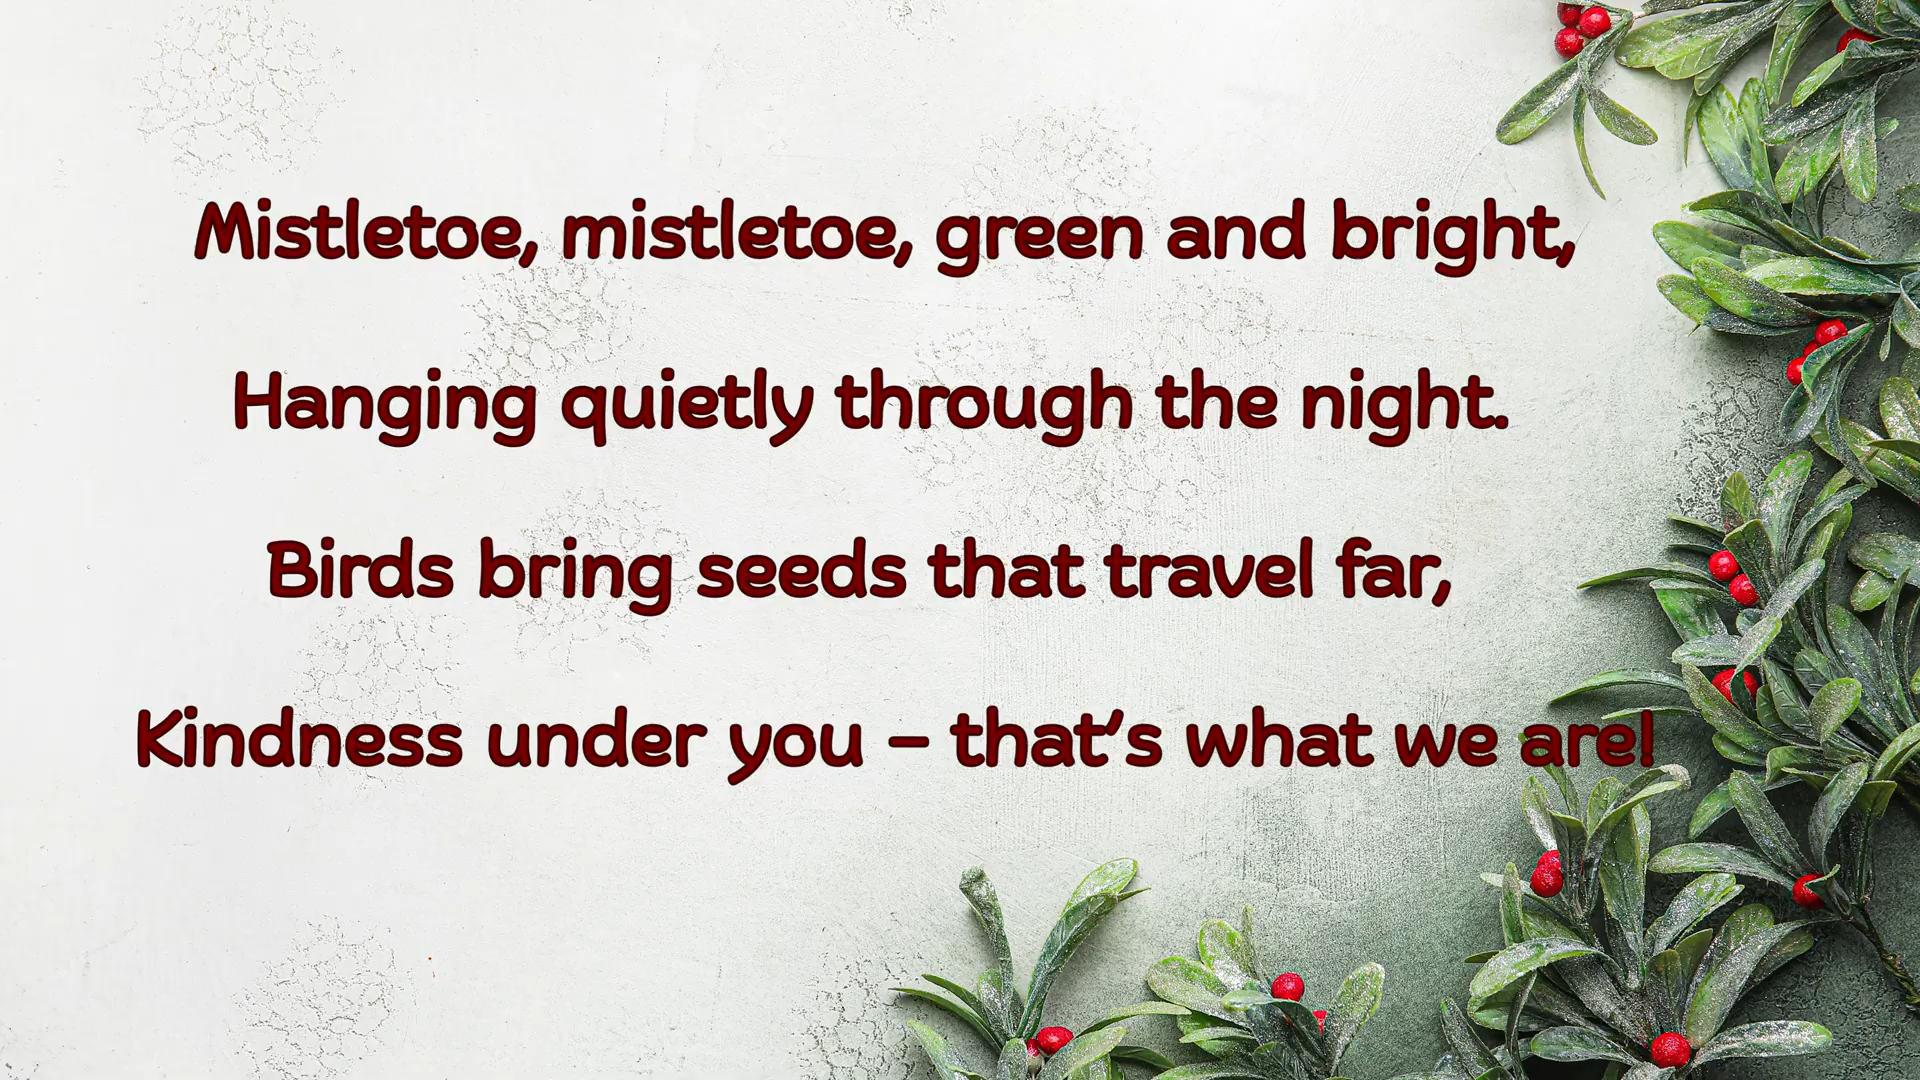 Mistletoe, mistletoe, green and bright,
Hanging quietly through the night.
Birds bring seeds that travel far,
Kindness under you – that's what we are!